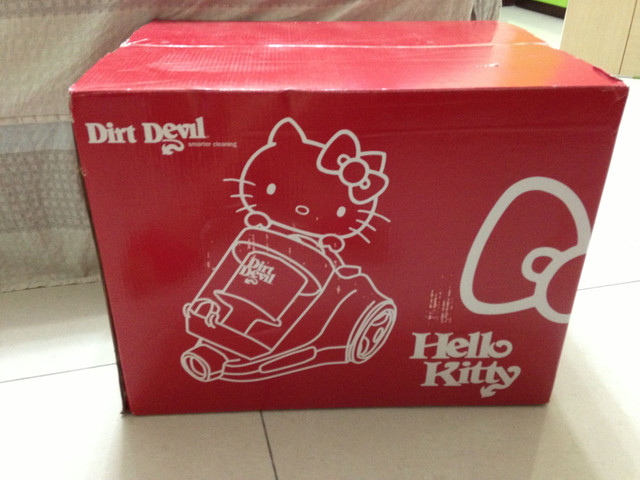 Dirt Devil
smarter cleaning
Dirt
Devil
Hello
Kitty